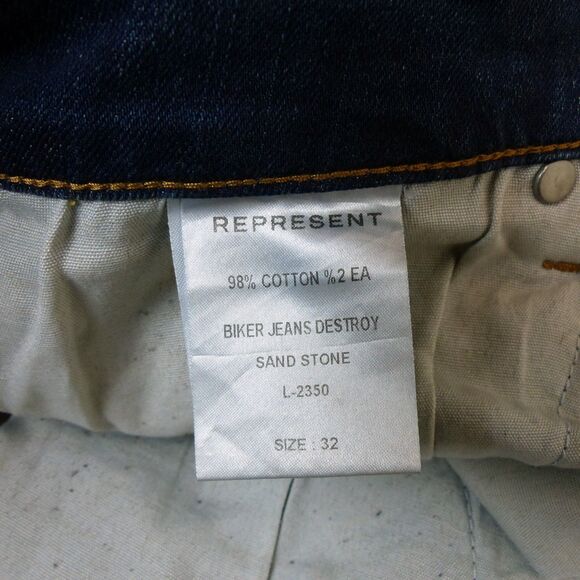 REPRESENT
98% COTTON %2 EA
BIKER JEANS DESTROY
SAND STONE
L-2350
SIZE : 32